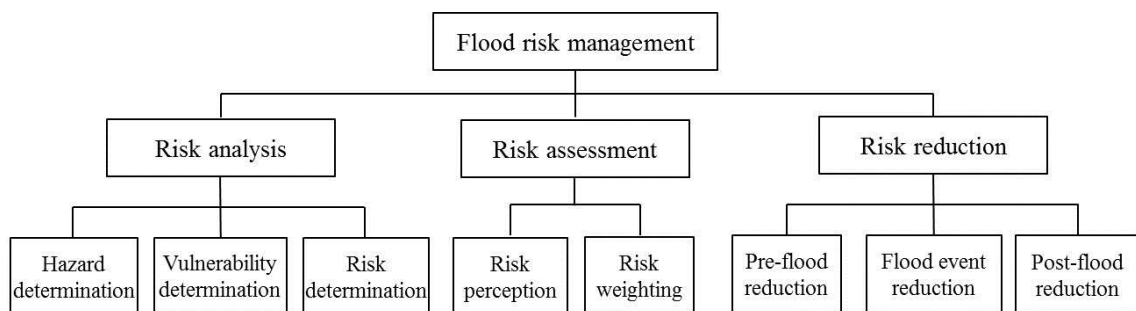 Flood risk management
Risk analysis
Risk assessment
Risk reduction
Hazard
determination
Vulnerability
determination
Risk
determination
Risk
perception
Risk
weighting
Pre-flood
reduction
Flood event
reduction
Post-flood
reduction